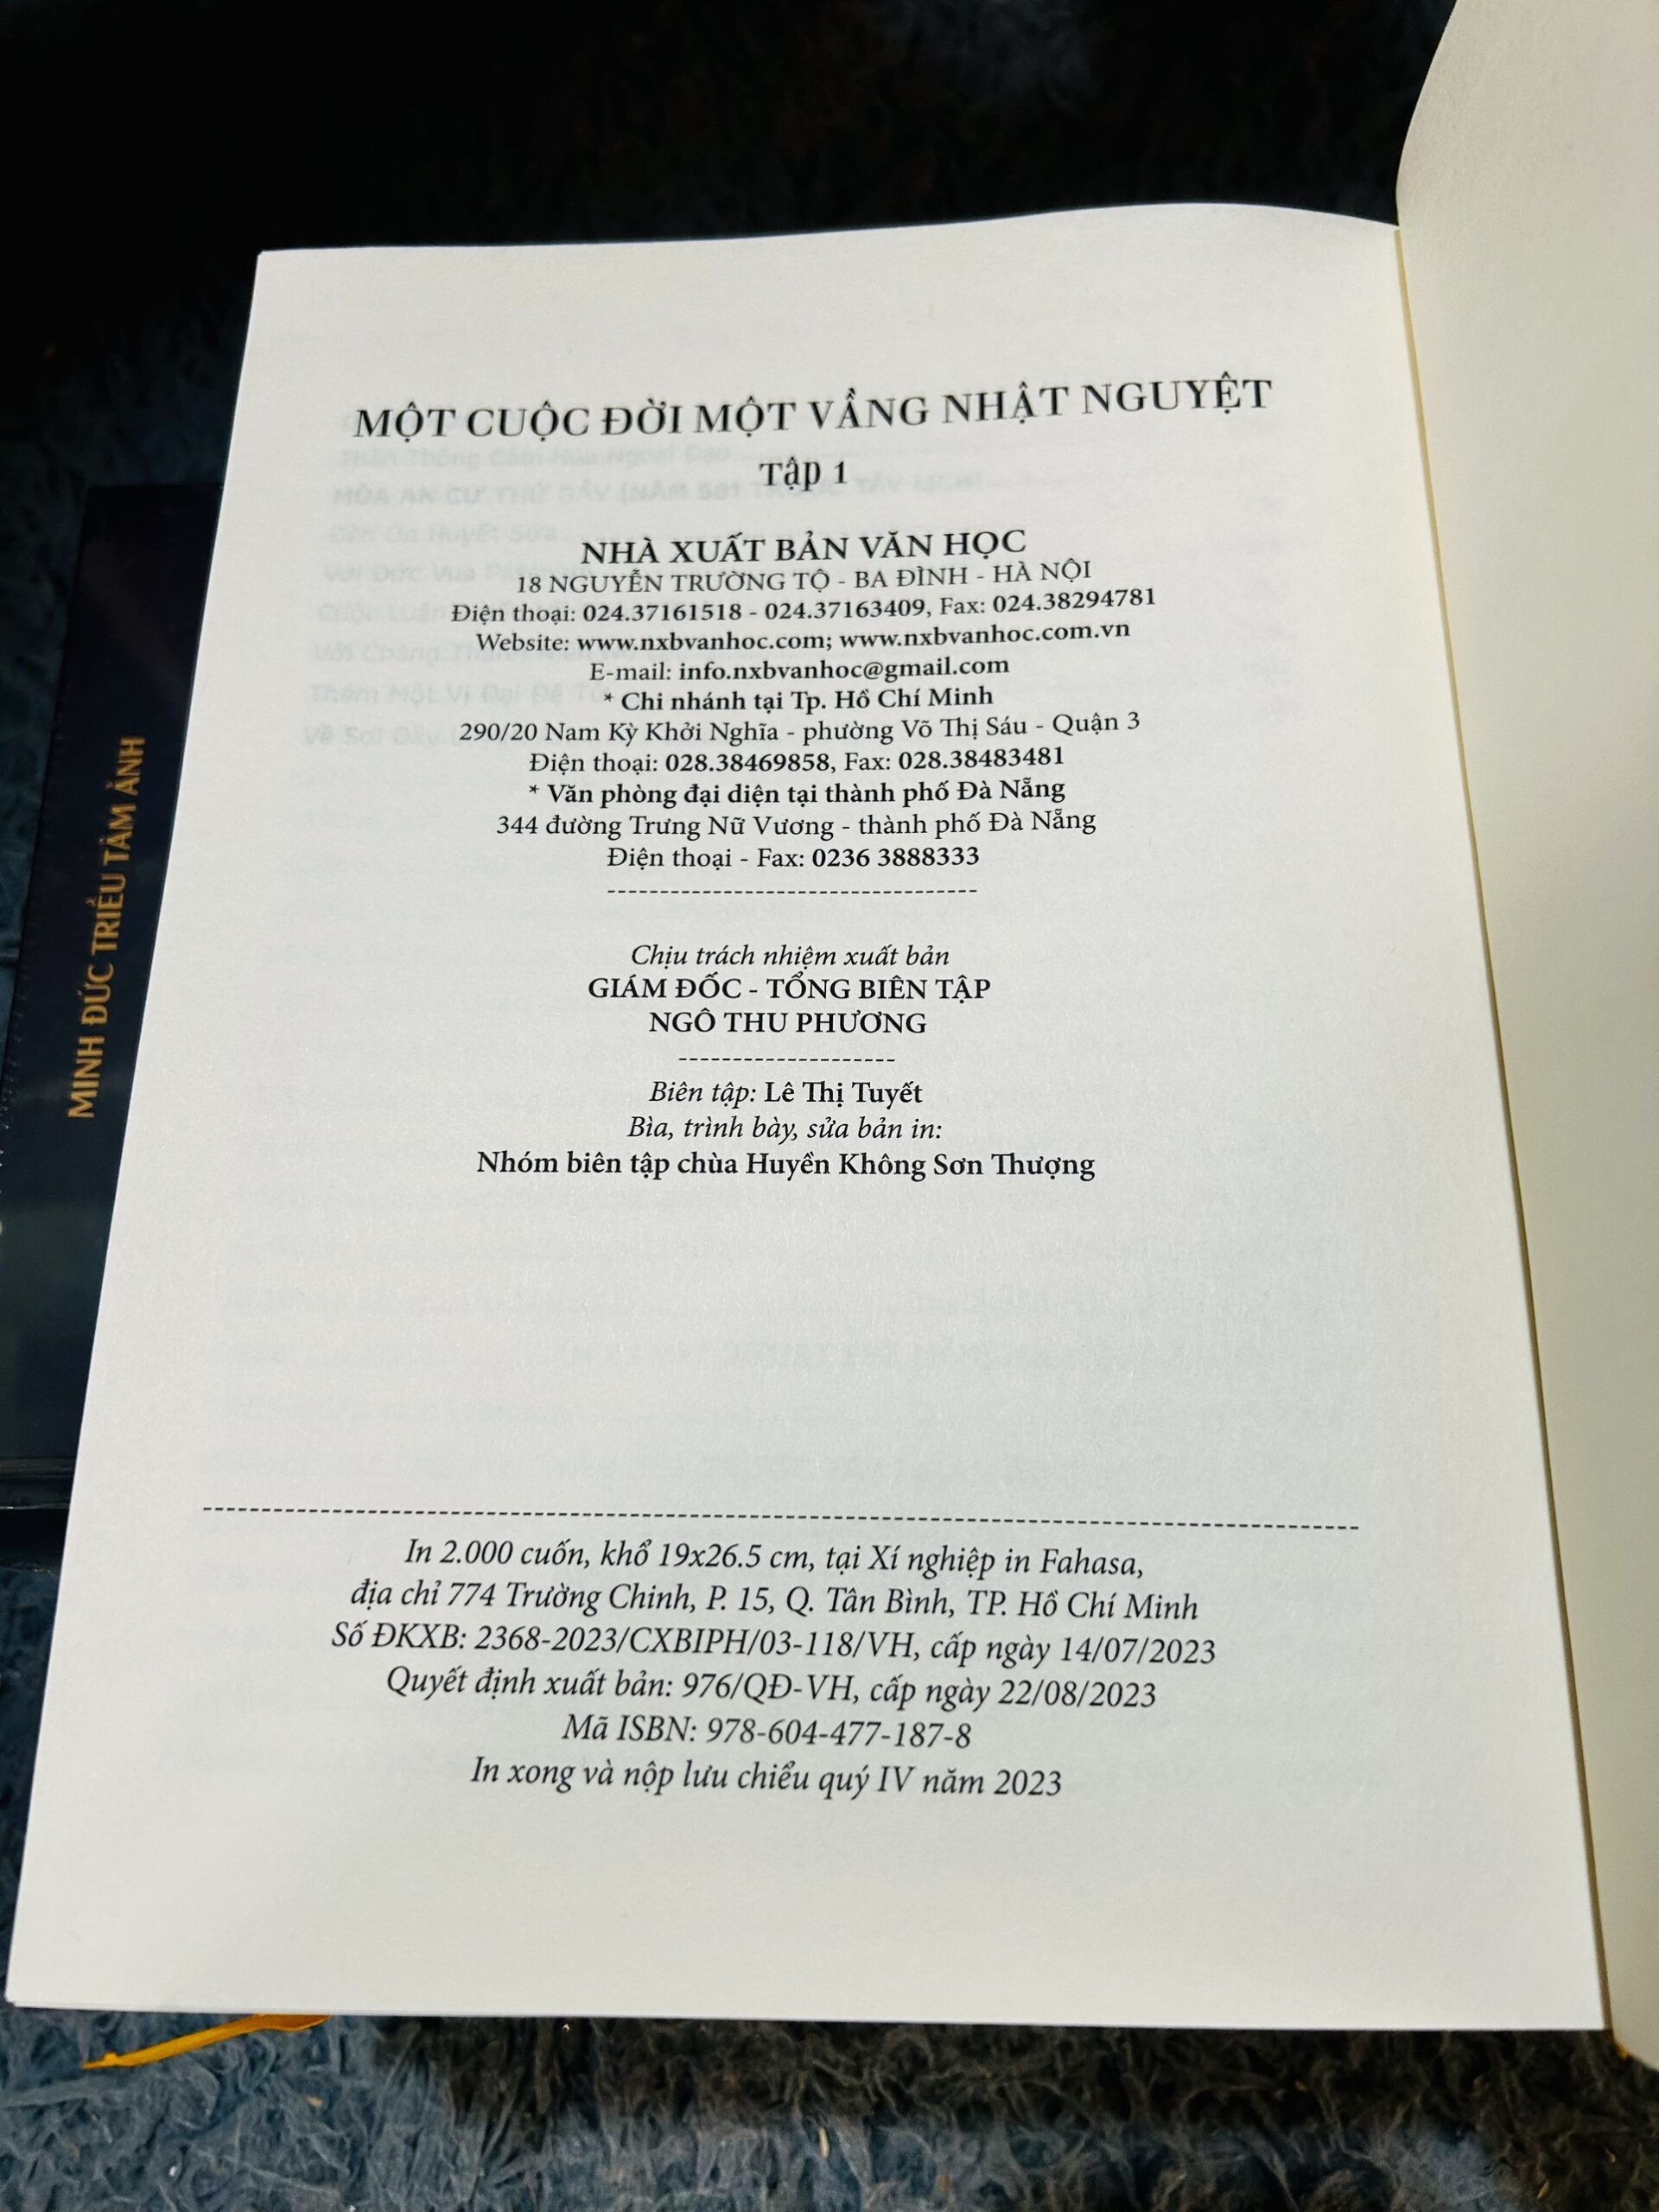 MỘT CUỘC ĐỜI MỘT VẦNG NHẬT NGUYỆT
Tập 1
NHÀ XUẤT BẢN VĂN HỌC
18 NGUYỄN TRƯỜNG TỘ - BA ĐÌNH - HÀ NỘI
Điện thoại: 024.37161518 - 024.37163409, Fax: 024.38294781
Website: www.nxbvanhoc.com; www.nxbvanhoc.com.vn
E-mail: info.nxbvanhoc@gmail.com
* Chi nhánh tại Tp. Hồ Chí Minh
290/20 Nam Kỳ Khởi Nghĩa - phường Võ Thị Sáu - Quận 3
Điện thoại: 028.38469858, Fax: 028.38483481
* Văn phòng đại diện tại thành phố Đà Nẵng
344 đường Trưng Nữ Vương - thành phố Đà Nẵng
Điện thoại - Fax: 0236 3888333
-----------------------------------
Chịu trách nhiệm xuất bản
GIÁM ĐỐC - TỔNG BIÊN TẬP
NGÔ THU PHƯƠNG
--------------------
Biên tập: Lê Thị Tuyết
Bìa, trình bày, sửa bản in:
Nhóm biên tập chùa Huyền Không Sơn Thượng
In 2.000 cuốn, khổ 19x26.5 cm, tại Xí nghiệp in Fahasa,
địa chỉ 774 Trường Chinh, P. 15, Q. Tân Bình, TP. Hồ Chí Minh
Số ĐKXB: 2368-2023/CXBIPH/03-118/VH, cấp ngày 14/07/2023
Quyết định xuất bản: 976/QĐ-VH, cấp ngày 22/08/2023
Mã ISBN: 978-604-477-187-8
In xong và nộp lưu chiểu quý IV năm 2023
MINH ĐỨC TRIỀU TÂM ẢNH